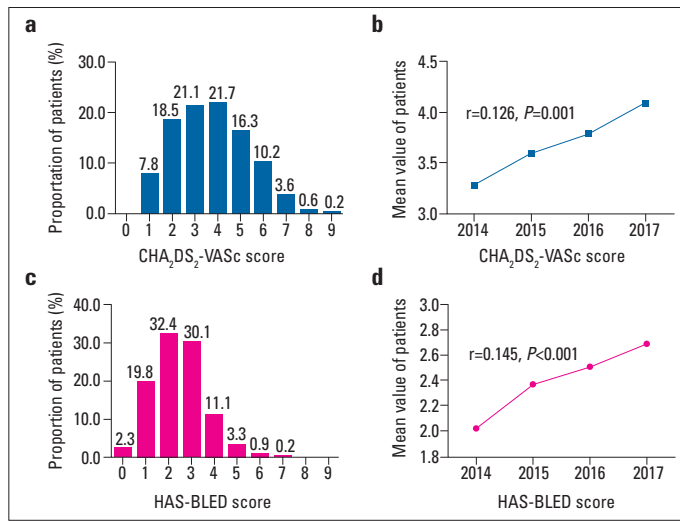 a
Proportation of patients (%)
30.0
20.0
10.0
0.0
7.8
18.5
21.1
21.7
16.3
10.2
3.6
0.6
0.2
0 1 2 3 4 5 6 7 8 9
CHA₂DS₂-VASc score
b
Mean value of patients
4.5
4.0
3.5
3.0
r=0.126, P=0.001
2014 2015 2016 2017
CHA₂DS₂-VASc score
c
Proportion of patients (%)
40.0
30.0
20.0
10.0
0.0
2.3
19.8
32.4
30.1
11.1
3.3
0.9
0.2
0 1 2 3 4 5 6 7 8 9
HAS-BLED score
d
Mean value of patients
3.0
2.8
2.6
2.4
2.2
2.0
1.8
r=0.145, P<0.001
2014 2015 2016 2017
HAS-BLED score